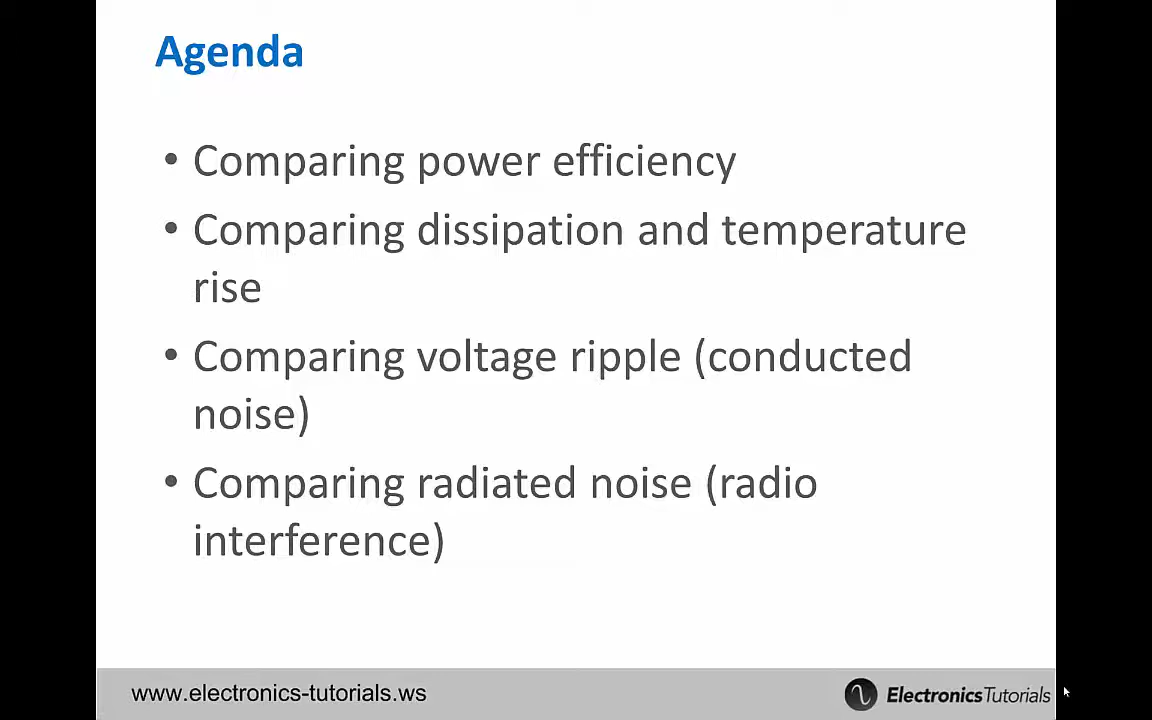 Agenda
• Comparing power efficiency
• Comparing dissipation and temperature
rise
• Comparing voltage ripple (conducted
noise)
• Comparing radiated noise (radio
interference)
www.electronics-tutorials.ws
ElectronicsTutorials